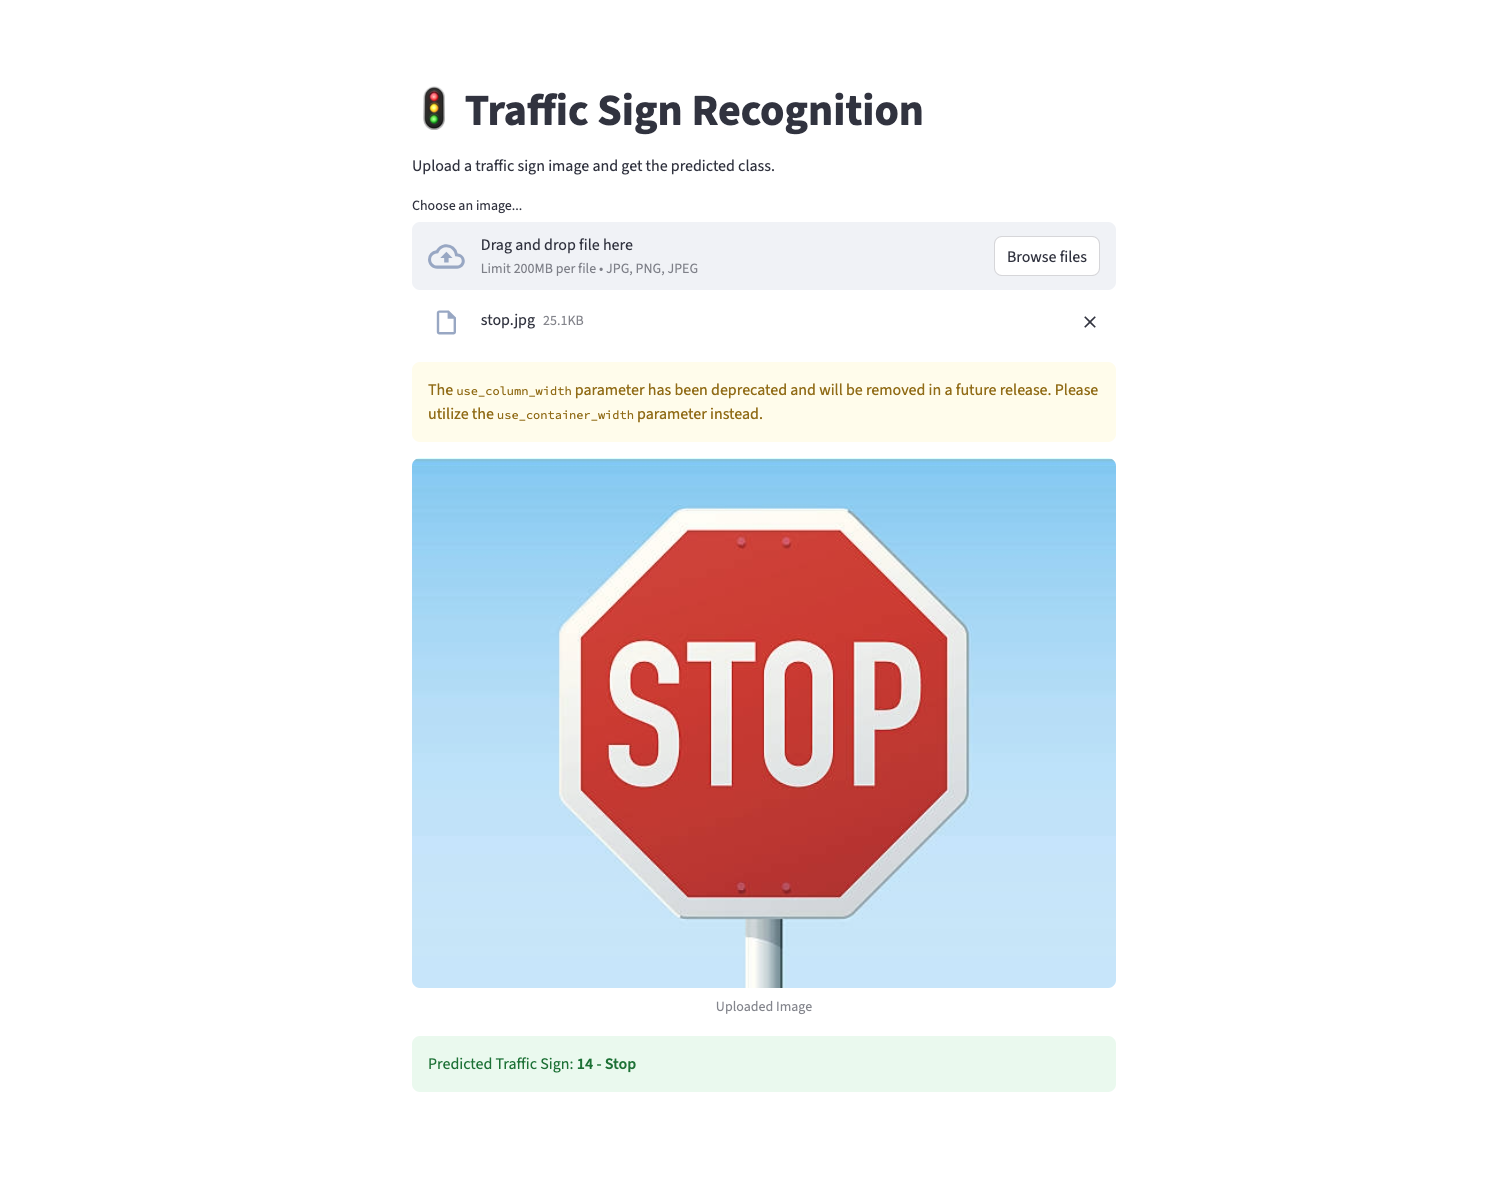 Traffic Sign Recognition
Upload a traffic sign image and get the predicted class.
Choose an image...
Drag and drop file here
Limit 200MB per file • JPG, PNG, JPEG
Browse files
stop.jpg 25.1KB
The use_column_width parameter has been deprecated and will be removed in a future release. Please
utilize the use_container_width parameter instead.
STOP
Uploaded Image
Predicted Traffic Sign: 14 - Stop